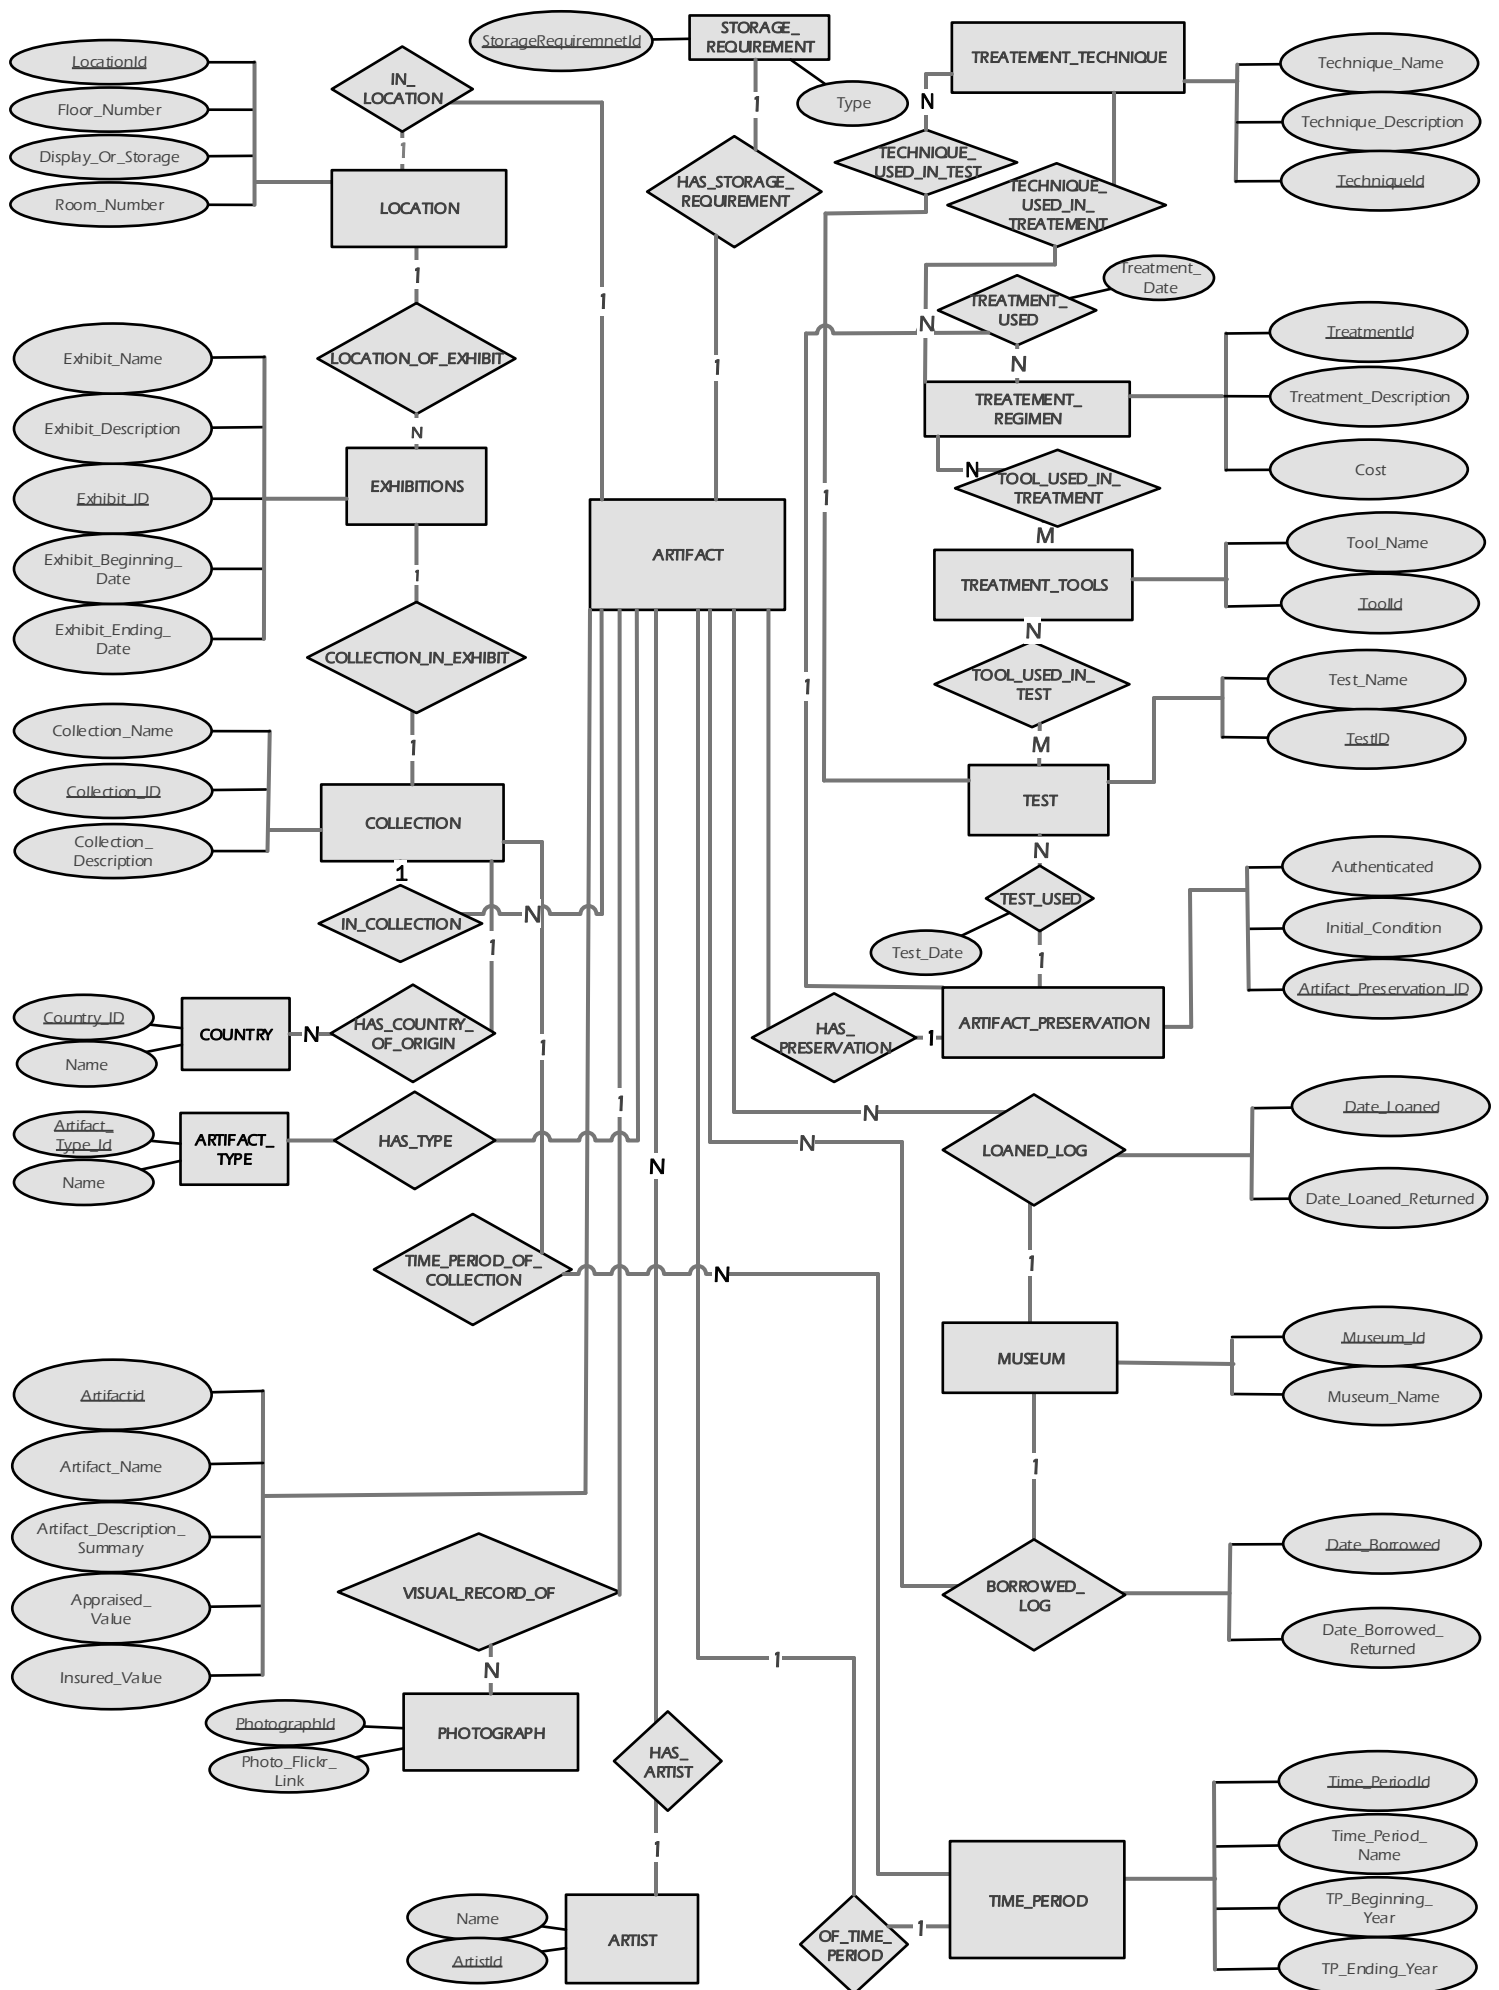 StorageRequiremnetId
STORAGE_
REQUIREMENT
Type
1
HAS_STORAGE_
REQUIREMENT
1
LocationId
Floor_Number
Display_Or_Storage
Room_Number
IN_
LOCATION
1
1
LOCATION
1
LOCATION_OF_EXHIBIT
N
Exhibit_Name
Exhibit_Description
Exhibit_ID
Exhibit_Beginning_
Date
Exhibit_Ending_
Date
EXHIBITIONS
1
COLLECTION_IN_EXHIBIT
1
Collection_Name
Collection_ID
Collection_
Description
COLLECTION
1
IN_COLLECTION
N
1
Country_ID
Name
COUNTRY
N
HAS_COUNTRY_
OF_ORIGIN
1
Artifact_
Type_Id
Name
ARTIFACT_
TYPE
HAS_TYPE
TIME_PERIOD_OF_
COLLECTION
N
ARTIFACT
1
N
Artifactid
Artifact_Name
Artifact_Description_
Summary
Appraised_
Value
Insured_Value
VISUAL_RECORD_OF
N
PhotographId
Photo_Flickr_
Link
PHOTOGRAPH
HAS_
ARTIST
1
Name
ArtistId
ARTIST
TREATEMENT_TECHNIQUE
Technique_Name
Technique_Description
TechniqueId
N
TECHNIQUE_
USED_IN_TEST
1
TECHNIQUE_
USED_IN_
TREATEMENT
N
TREATMENT_
USED
Treatment_
Date
N
1
TREATEMENT_
REGIMEN
TreatmentId
Treatment_Description
Cost
N
TOOL_USED_IN_
TREATMENT
M
TREATMENT_TOOLS
Tool_Name
ToolId
N
TOOL_USED_IN_
TEST
M
TEST
Test_Name
TestID
N
TEST_USED
Test_Date
1
ARTIFACT_PRESERVATION
Authenticated
Initial_Condition
Artifact_Preservation_ID
HAS_
PRESERVATION
1
N
LOANED_LOG
Date_Loaned
Date_Loaned_Returned
N
1
MUSEUM
Museum_Id
Museum_Name
1
BORROWED_
LOG
Date_Borrowed
Date_Borrowed_
Returned
1
OF_TIME_
PERIOD
1
TIME_PERIOD
Time_PeriodId
Time_Period_
Name
TP_Beginning_
Year
TP_Ending_Year